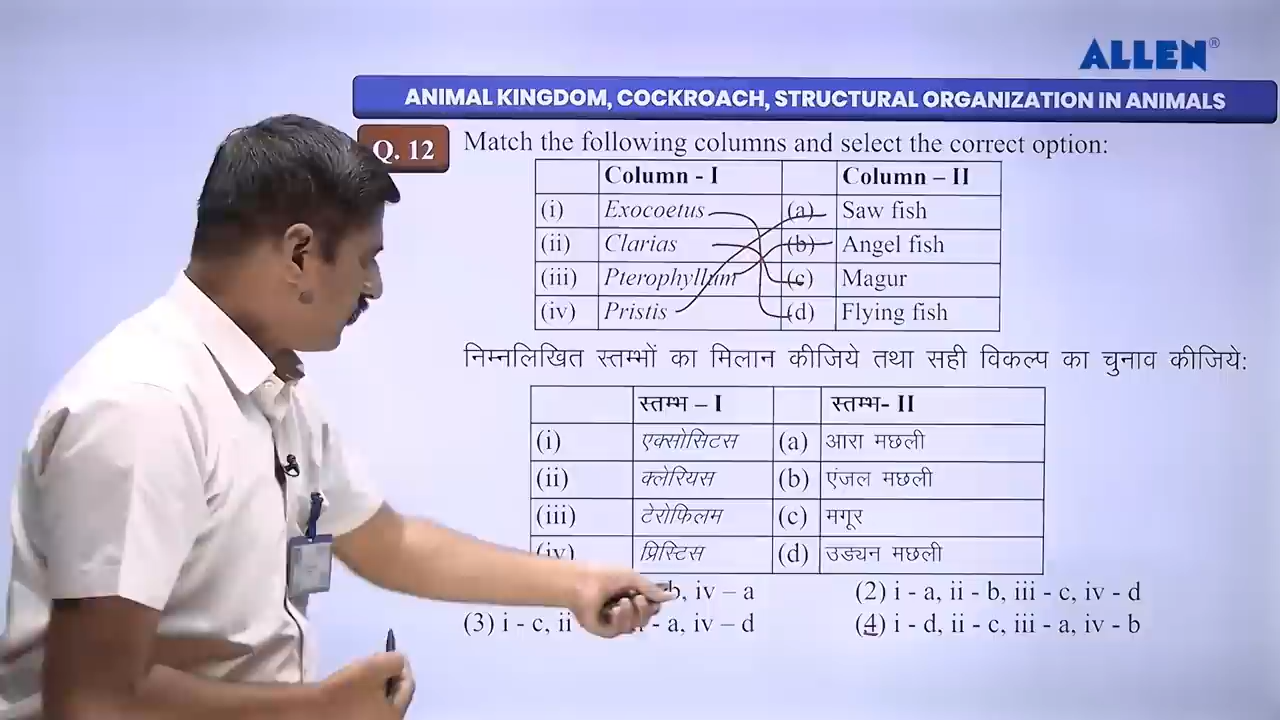 ALLEN®
ANIMAL KINGDOM, COCKROACH, STRUCTURAL ORGANIZATION IN ANIMALS
Q. 12 Match the following columns and select the correct option:
Column - I Column – II
(i) Exocoetus (a) Saw fish
(ii) Clarias (b) Angel fish
(iii) Pterophyllum (c) Magur
(iv) Pristis (d) Flying fish
निम्नलिखित स्तम्भों का मिलान कीजिये तथा सही विकल्प का चुनाव कीजिये:
स्तम्भ – I स्तम्भ- II
(i) एक्सोसिटस (a) आरा मछली
(ii) क्लेरियस (b) एंजल मछली
(iii) टेरोफिलम (c) मगूर
(iv) प्रिस्टिस (d) उड्यन मछली
b, iv – a (2) i - a, ii - b, iii - c, iv - d
(3) i - c, ii - a, iv – d (4) i - d, ii - c, iii - a, iv - b